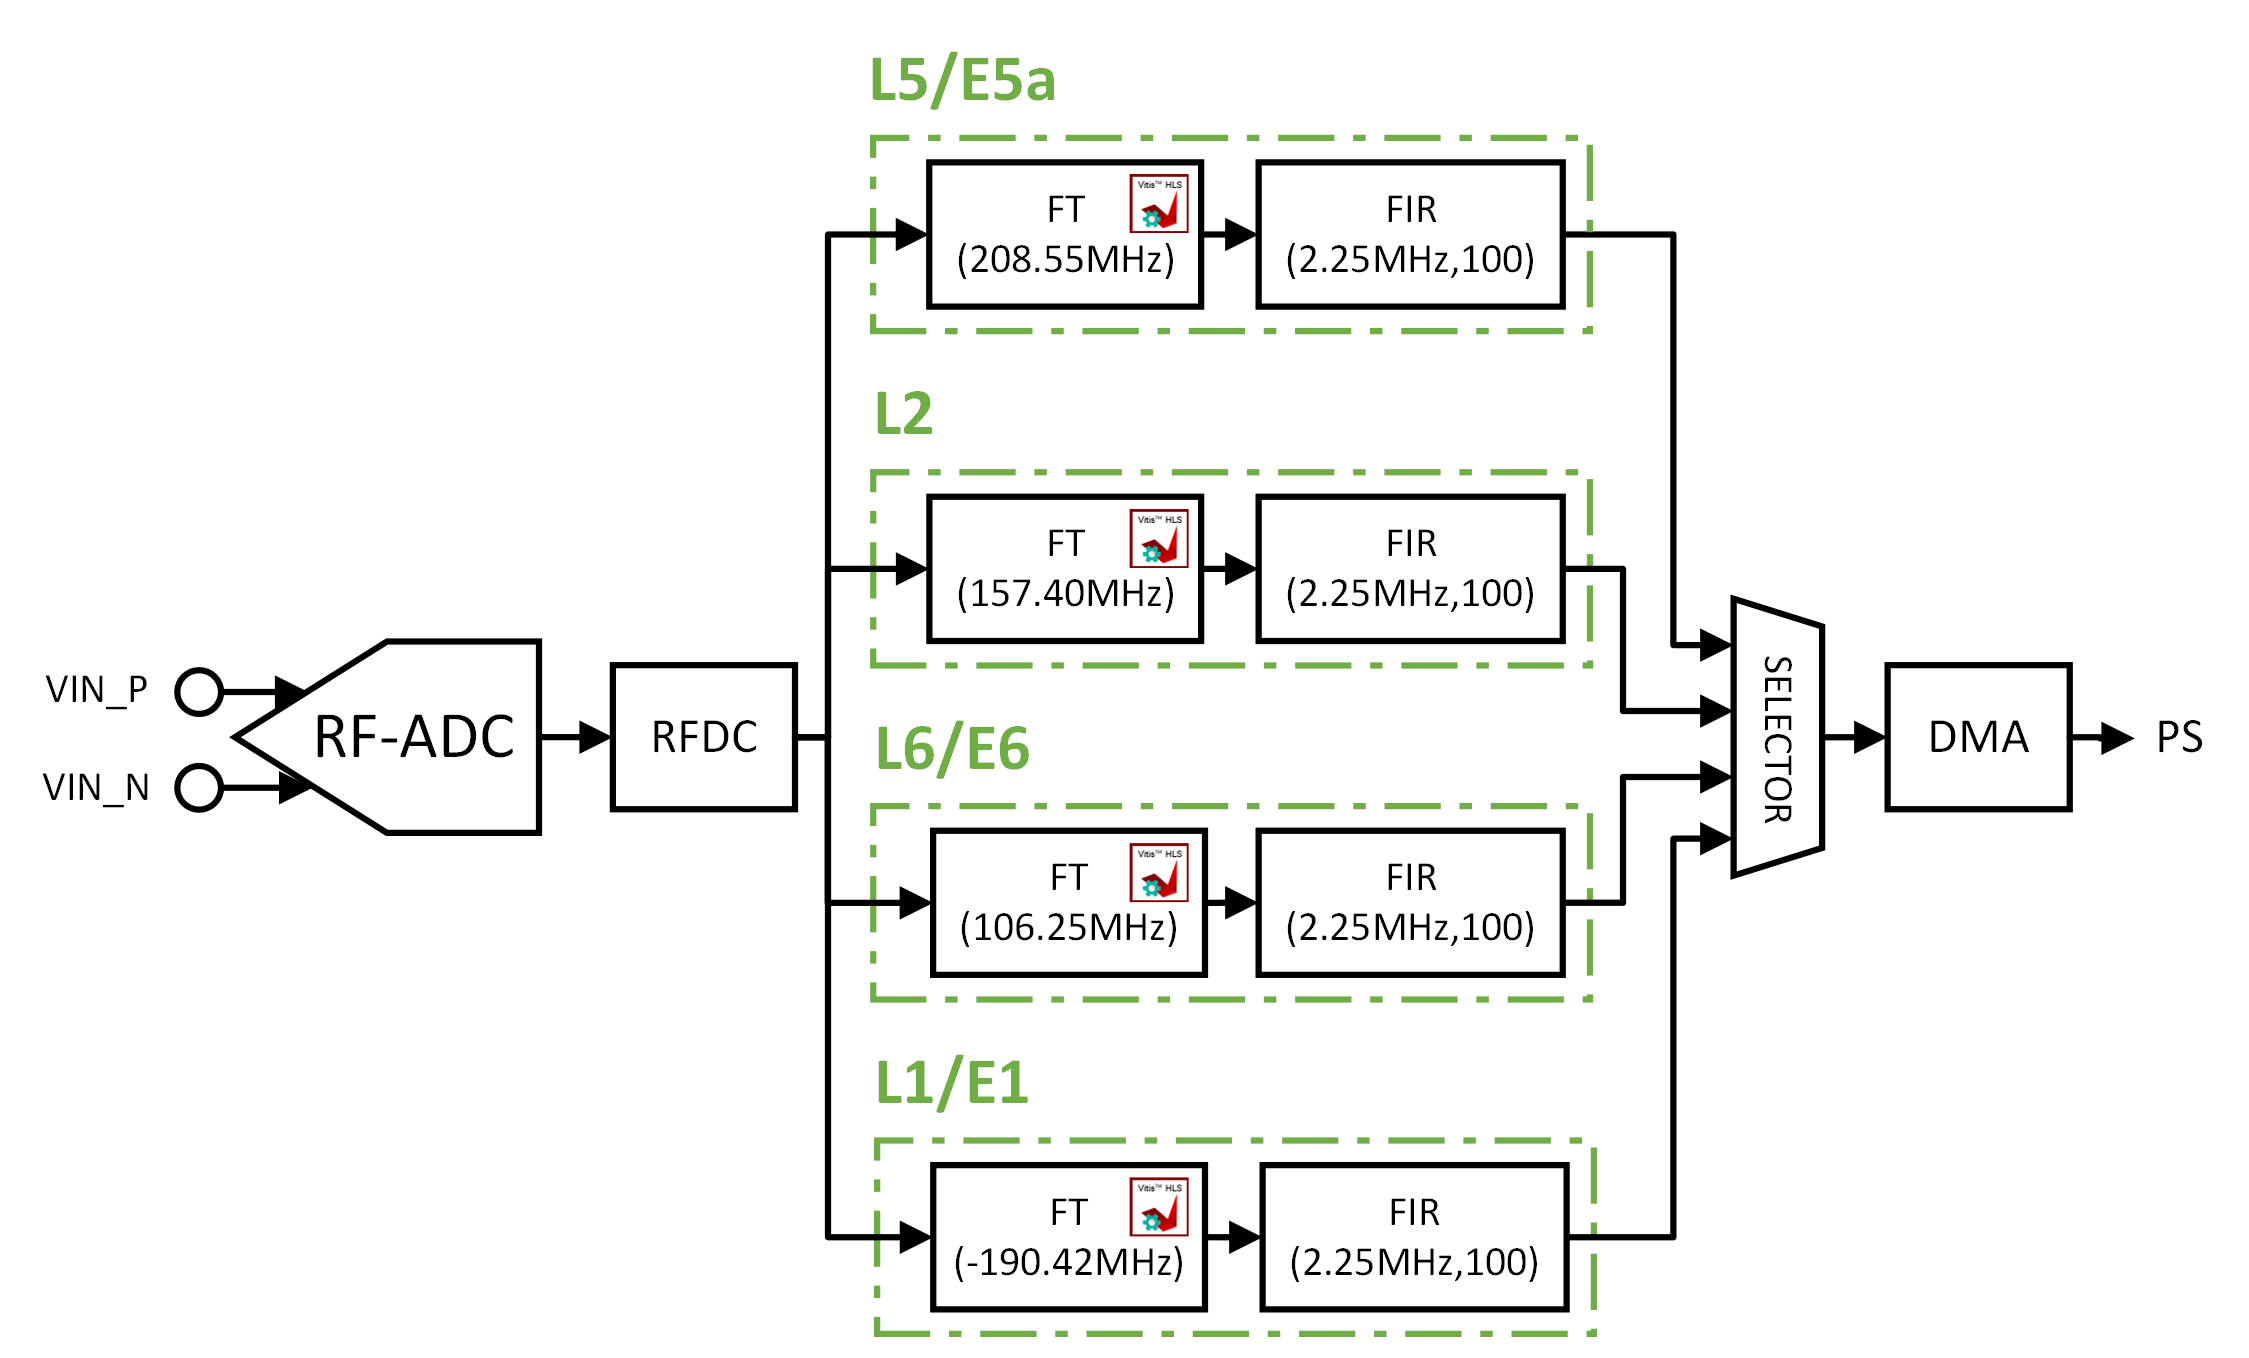 L5/E5a
FT
(208.55MHz)
Vitis™ HLS
FIR
(2.25MHz,100)
L2
FT
(157.40MHz)
Vitis™ HLS
FIR
(2.25MHz,100)
VIN_P
VIN_N
RF-ADC
RFDC
L6/E6
FT
(106.25MHz)
Vitis™ HLS
FIR
(2.25MHz,100)
L1/E1
FT
(-190.42MHz)
Vitis™ HLS
FIR
(2.25MHz,100)
SELECTOR
DMA
PS